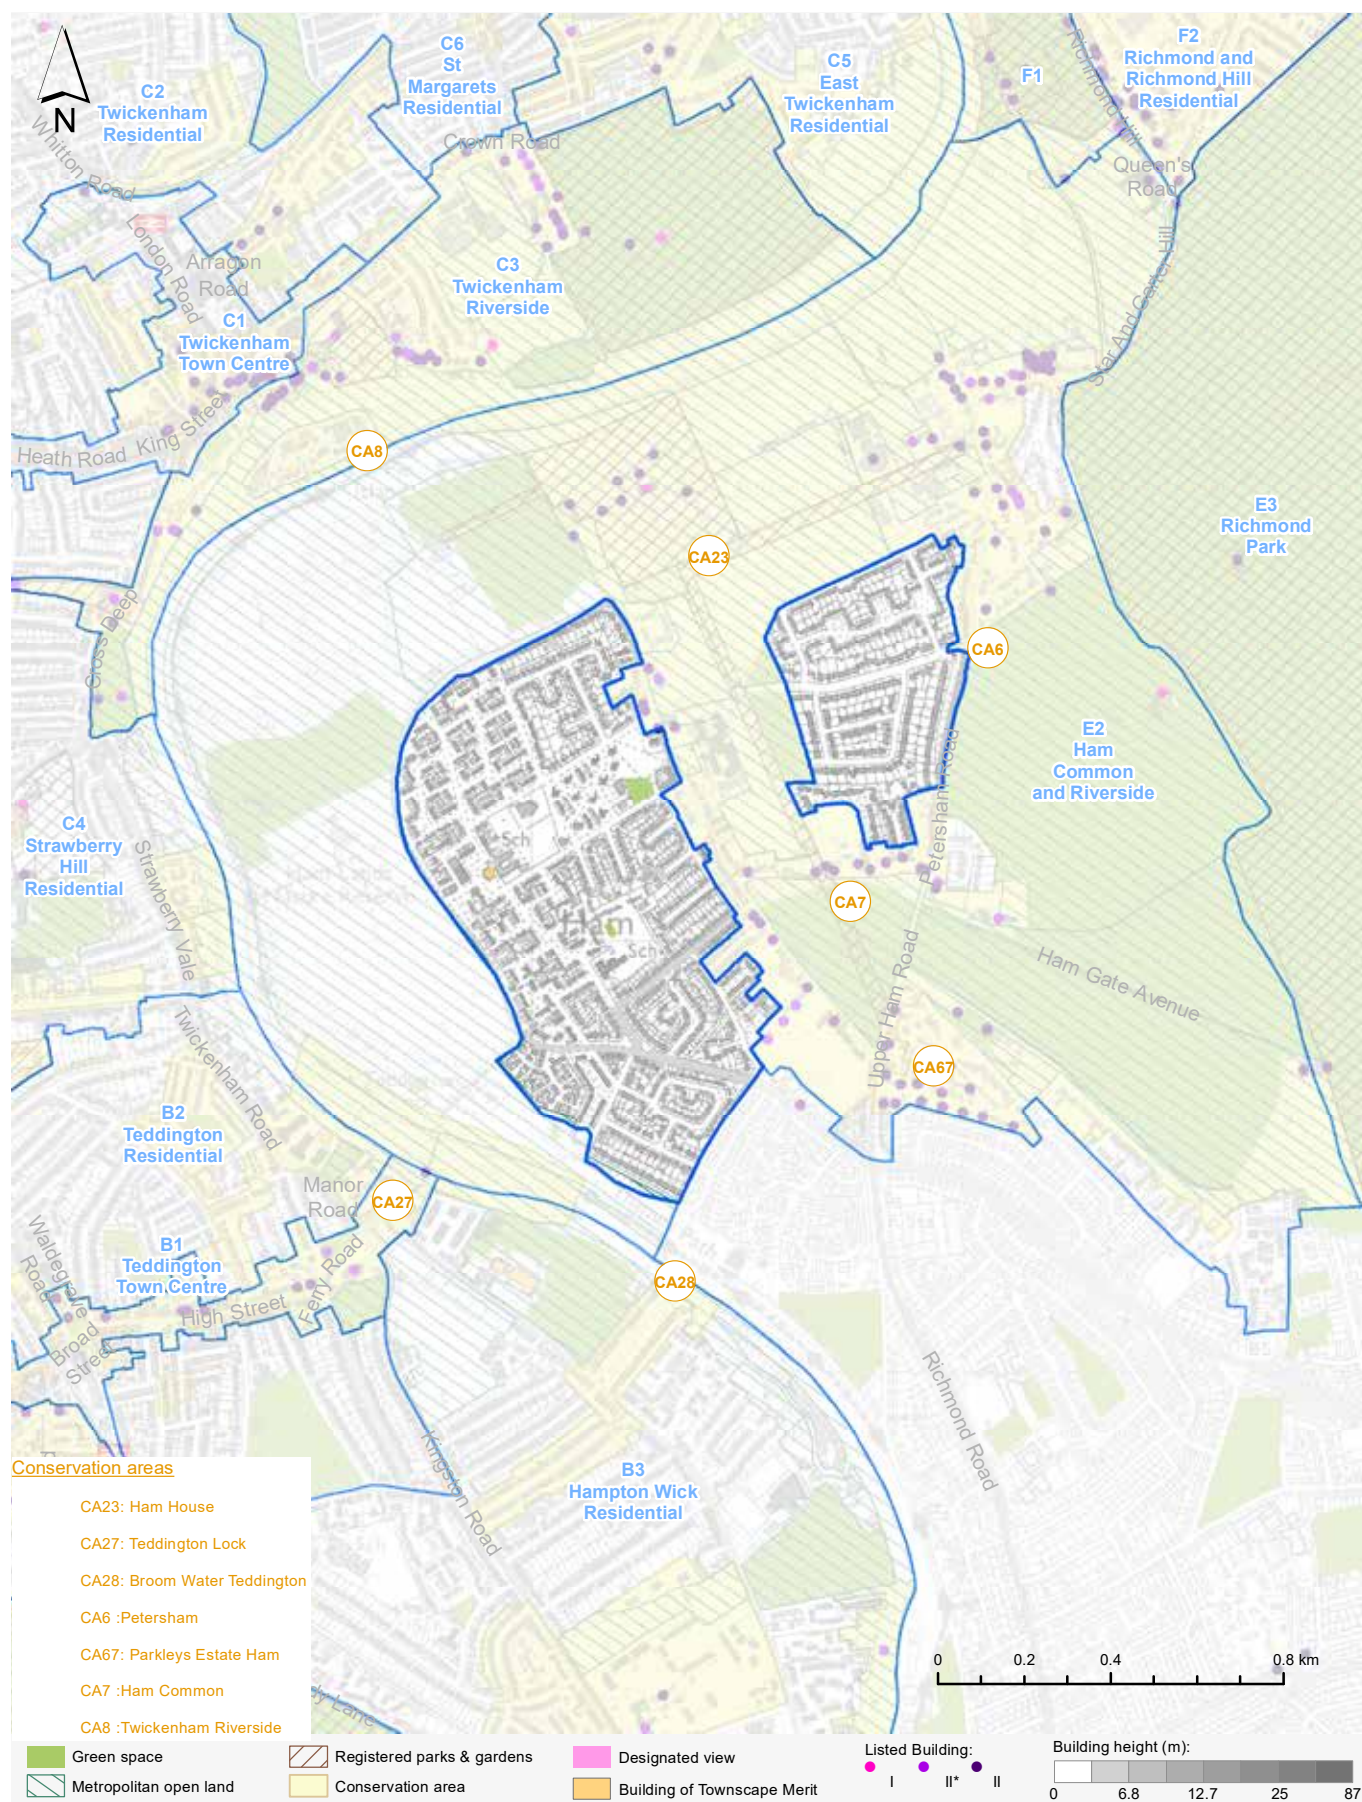 N
C2
Twickenham
Residential
C6
St
Margarets
Residential
C5
East
Twickenham
Residential
F1
F2
Richmond and
Richmond Hill
Residential
Richmond Hill
Queen's
Road
Crown Road
Whitton Road
London Road
Arragon
Road
C3
Twickenham
Riverside
C1
Twickenham
Town Centre
Star And Garter Hill
King Street
Heath Road
CA8
CA23
E3
Richmond
Park
CA6
Cross Deep
E2
Ham
Common
and Riverside
Petersham Road
C4
Strawberry
Hill
Residential
Strawberry Vale
Sch
Ham
Sch
CA7
Ham Gate Avenue
Upper Ham Road
CA67
Twickenham Road
B2
Teddington
Residential
Manor
Road
CA27
Waldegrave
Road
B1
Teddington
Town Centre
Ferry Road
High Street
Broad
Street
CA28
Richmond Road
Kingston Road
B3
Hampton Wick
Residential
Conservation areas
CA23: Ham House
CA27: Teddington Lock
CA28: Broom Water Teddington
CA6 :Petersham
CA67: Parkleys Estate Ham
CA7 :Ham Common
CA8 :Twickenham Riverside
Lane
0 0.2 0.4 0.8 km
Green space
Metropolitan open land
Registered parks & gardens
Conservation area
Designated view
Building of Townscape Merit
Listed Building:
I II* II
Building height (m):
0 6.8 12.7 25 87